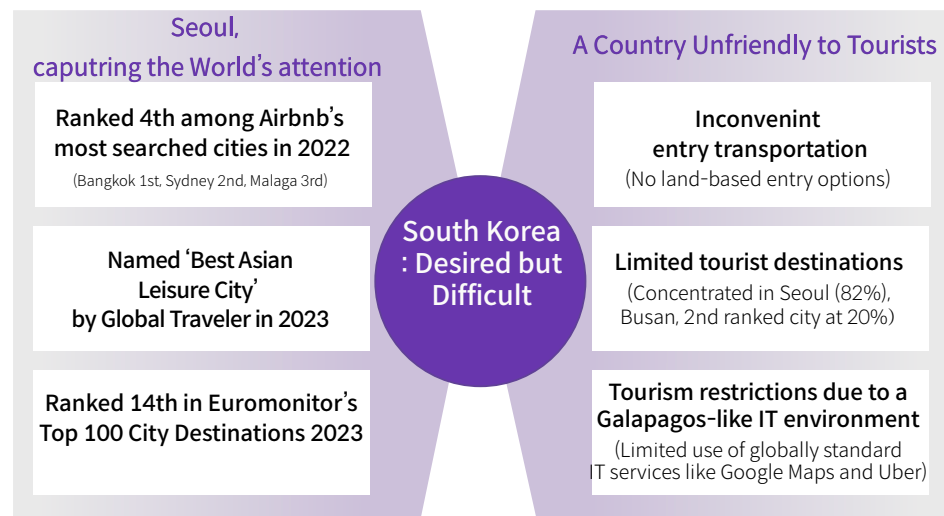 Seoul,
caputring the World's attention
Ranked 4th among Airbnb's
most searched cities in 2022
(Bangkok 1st, Sydney 2nd, Malaga 3rd)
Named ‘Best Asian
Leisure City’
by Global Traveler in 2023
Ranked 14th in Euromonitor's
Top 100 City Destinations 2023
South Korea
: Desired but
Difficult
A Country Unfriendly to Tourists
Inconvenint
entry transportation
(No land-based entry options)
Limited tourist destinations
(Concentrated in Seoul (82%),
Busan, 2nd ranked city at 20%)
Tourism restrictions due to a
Galapagos-like IT environment
(Limited use of globally standard
IT services like Google Maps and Uber)